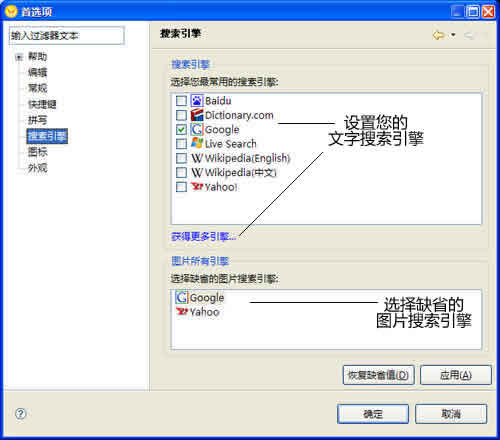 首选项
输入过滤器文本
帮助
编辑
常规
快捷键
拼写
搜索引擎
图标
外观
搜索引擎
搜索引擎
选择您最常用的搜索引擎:
Baidu
Dictionary.com
Google
Live Search
Wikipedia(English)
Wikipedia(中文)
Yahoo!
设置您的
文字搜索引擎
获得更多引擎...
图片所有引擎
选择缺省的图片搜索引擎:
Google
Yahoo
选择缺省的
图片搜索引擎
恢复缺省值(D) 应用(A)
确定 取消